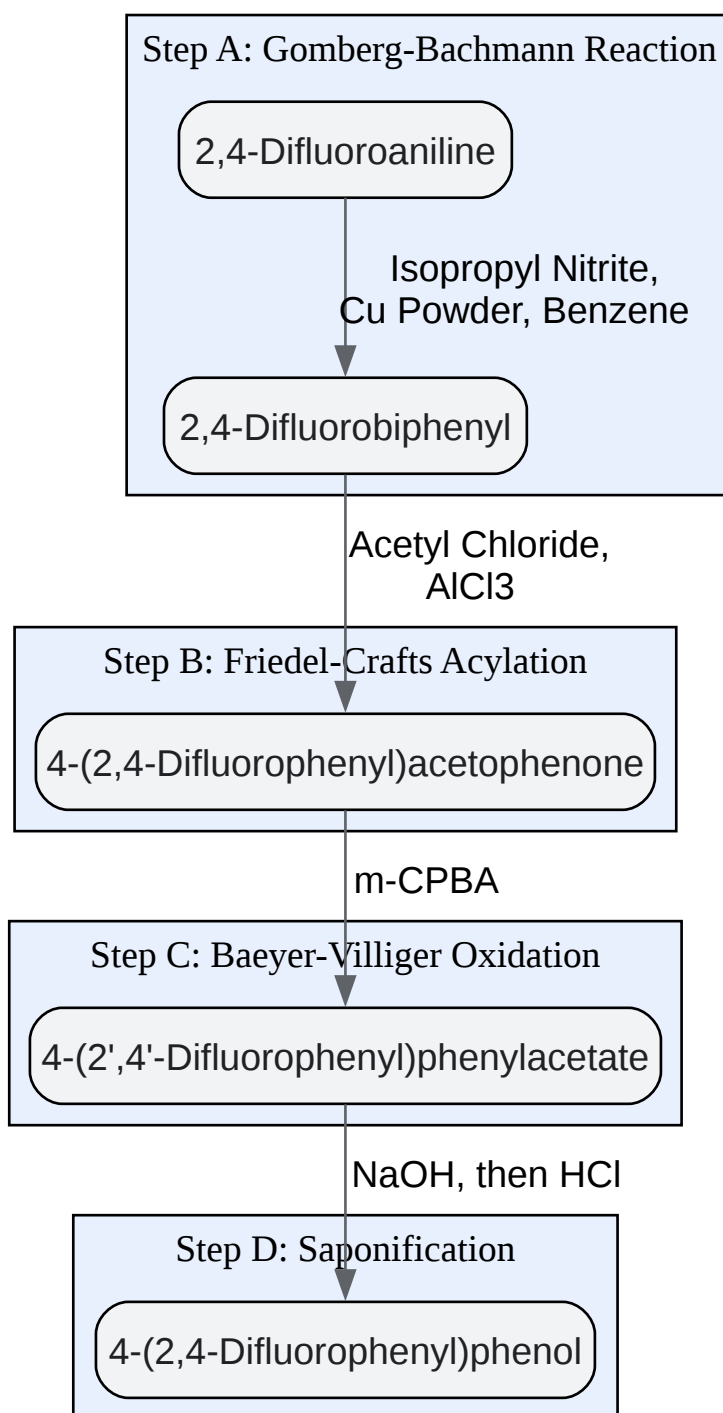 Step A: Gomberg-Bachmann Reaction
2,4-Difluoroaniline
Isopropyl Nitrite,
Cu Powder, Benzene
2,4-Difluorobiphenyl
Acetyl Chloride,
AlCl3
Step B: Friedel-Crafts Acylation
4-(2,4-Difluorophenyl)acetophenone
m-CPBA
Step C: Baeyer-Villiger Oxidation
4-(2',4'-Difluorophenyl)phenylacetate
NaOH, then HCl
Step D: Saponification
4-(2,4-Difluorophenyl)phenol